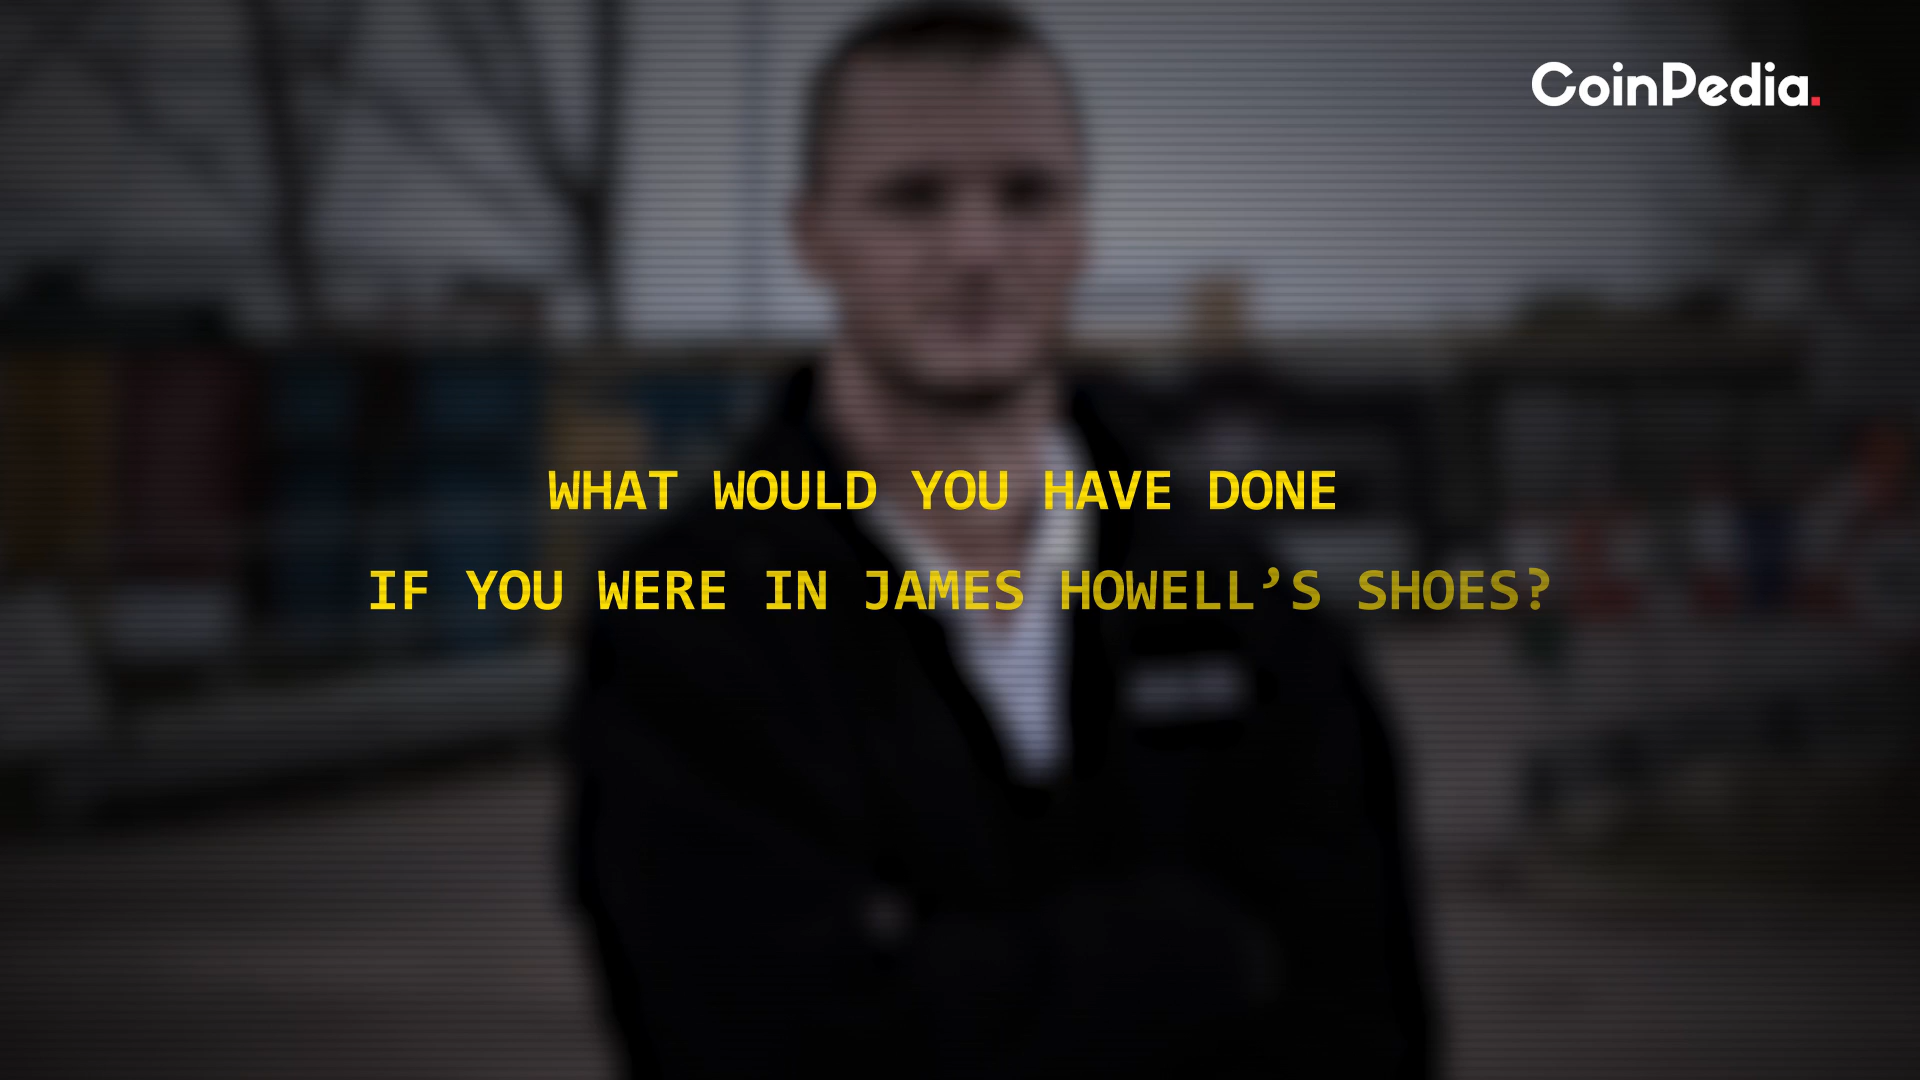 CoinPedia.
WHAT WOULD YOU HAVE DONE
IF YOU WERE IN JAMES HOWELL’S SHOES?